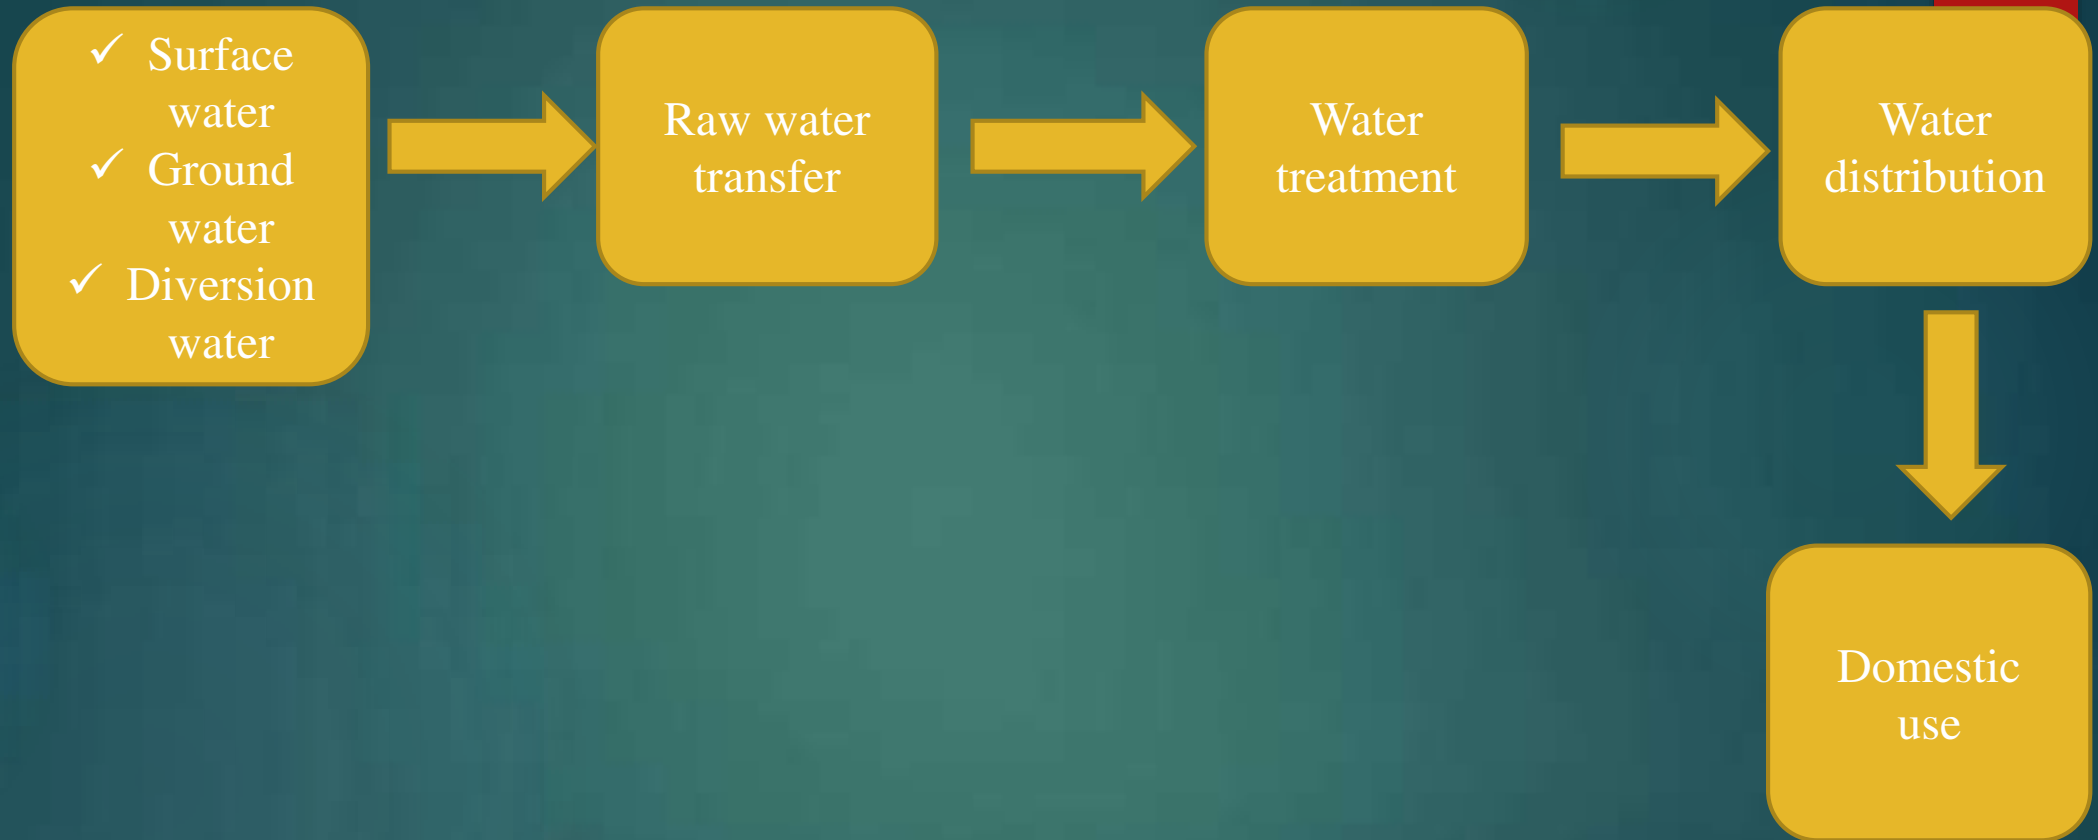 ✓ Surface
water
✓ Ground
water
✓ Diversion
water
Raw water
transfer
Water
treatment
Water
distribution
Domestic
use